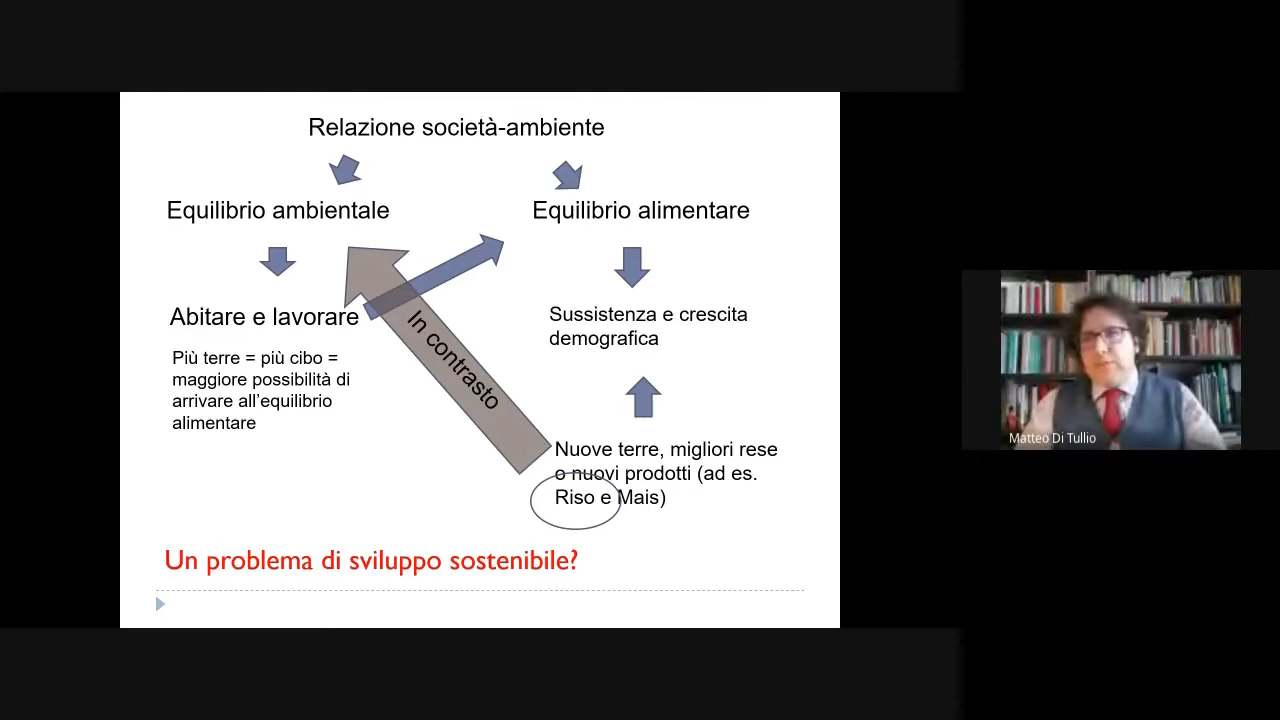 Relazione società-ambiente
Equilibrio ambientale
Equilibrio alimentare
Abitare e lavorare
Più terre = più cibo =
maggiore possibilità di
arrivare all'equilibrio
alimentare
In contrasto
Sussistenza e crescita
demografica
Nuove terre, migliori rese
o nuovi prodotti (ad es.
Riso e Mais)
Un problema di sviluppo sostenibile?
Matteo Di Tullio